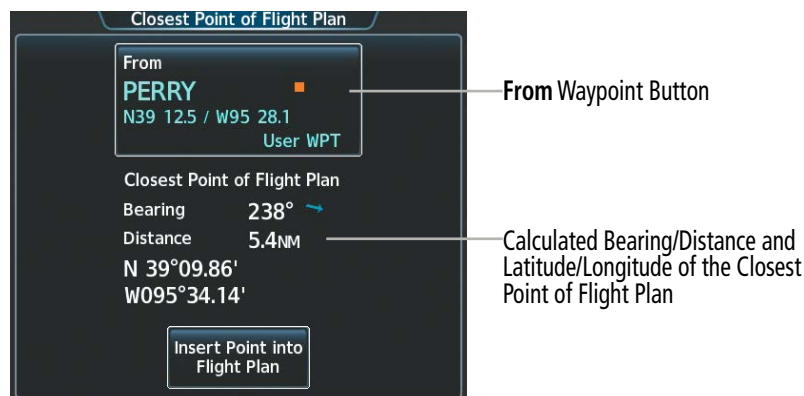 Closest Point of Flight Plan
From
PERRY
N39 12.5 / W95 28.1
User WPT
From Waypoint Button
Closest Point of Flight Plan
Bearing 238°
Distance 5.4NM
N 39°09.86'
W095°34.14'
Calculated Bearing/Distance and
Latitude/Longitude of the Closest
Point of Flight Plan
Insert Point into
Flight Plan